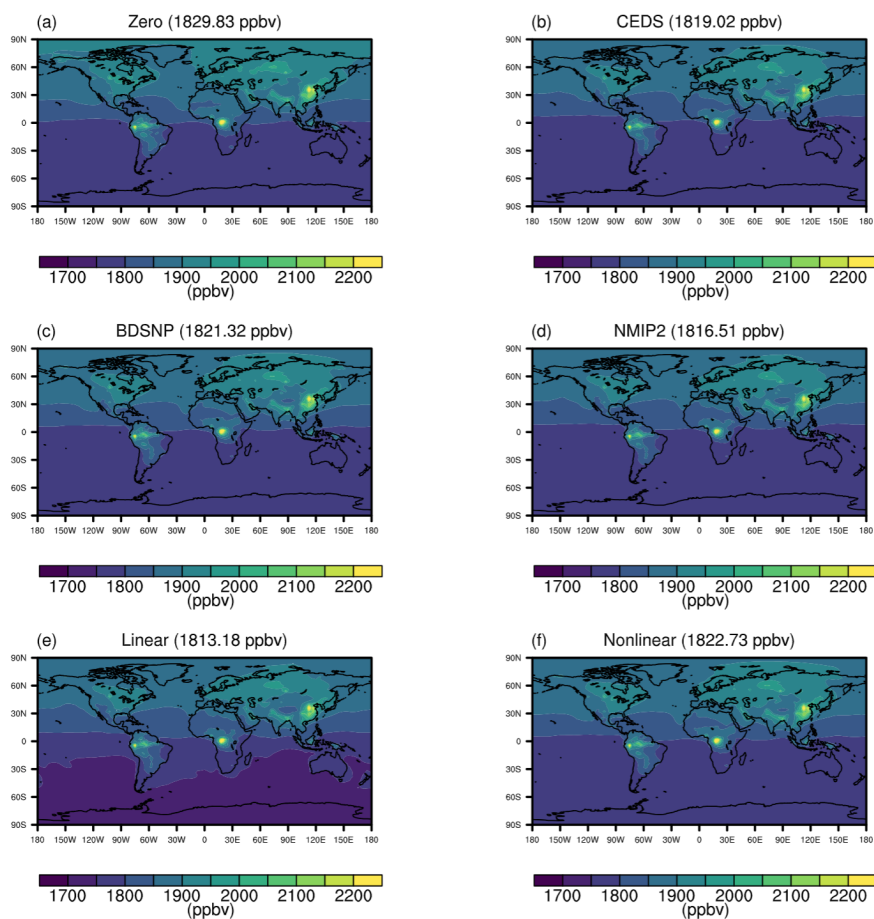 (a) Zero (1829.83 ppbv)
90N
60N
30N
0
30S
60S
90S
180 150W 120W 90W 60W 30W 0 30E 60E 90E 120E 150E 180
1700 1800 1900 2000 2100 2200
(ppbv)
(b) CEDS (1819.02 ppbv)
90N
60N
30N
0
30S
60S
90S
180 150W 120W 90W 60W 30W 0 30E 60E 90E 120E 150E 180
1700 1800 1900 2000 2100 2200
(ppbv)
(c) BDSNP (1821.32 ppbv)
90N
60N
30N
0
30S
60S
90S
180 150W 120W 90W 60W 30W 0 30E 60E 90E 120E 150E 180
1700 1800 1900 2000 2100 2200
(ppbv)
(d) NMIP2 (1816.51 ppbv)
90N
60N
30N
0
30S
60S
90S
180 150W 120W 90W 60W 30W 0 30E 60E 90E 120E 150E 180
1700 1800 1900 2000 2100 2200
(ppbv)
(e) Linear (1813.18 ppbv)
90N
60N
30N
0
30S
60S
90S
180 150W 120W 90W 60W 30W 0 30E 60E 90E 120E 150E 180
1700 1800 1900 2000 2100 2200
(ppbv)
(f) Nonlinear (1822.73 ppbv)
90N
60N
30N
0
30S
60S
90S
180 150W 120W 90W 60W 30W 0 30E 60E 90E 120E 150E 180
1700 1800 1900 2000 2100 2200
(ppbv)